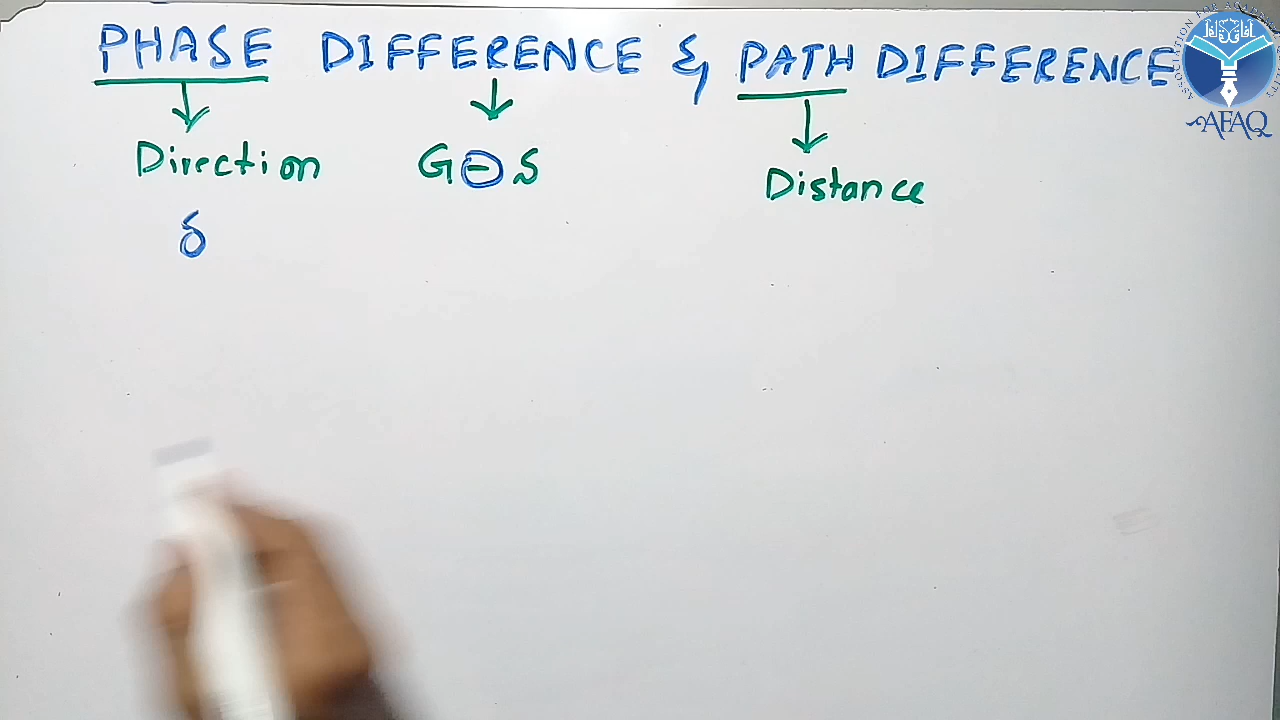 PHASE DIFFERENCE & PATH DIFFERENCE
Direction G - S
Distance
δ
AFAQ